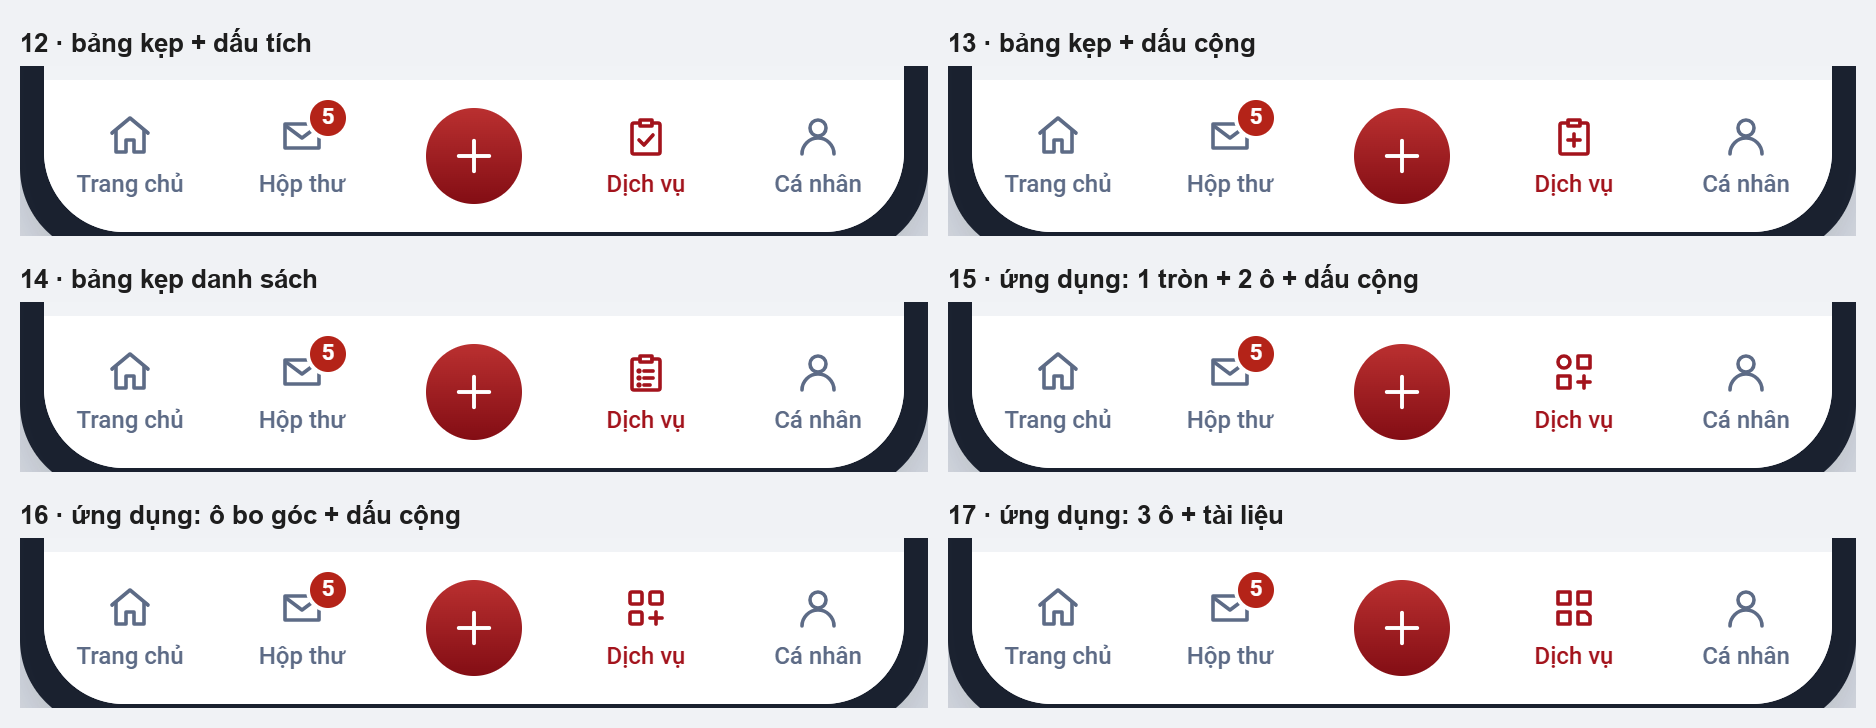 12 · bảng kẹp + dấu tích
5
Trang chủ Hộp thư Dịch vụ Cá nhân
13 · bảng kẹp + dấu cộng
5
Trang chủ Hộp thư Dịch vụ Cá nhân
14 · bảng kẹp danh sách
5
Trang chủ Hộp thư Dịch vụ Cá nhân
15 · ứng dụng: 1 tròn + 2 ô + dấu cộng
5
Trang chủ Hộp thư Dịch vụ Cá nhân
16 · ứng dụng: ô bo góc + dấu cộng
5
Trang chủ Hộp thư Dịch vụ Cá nhân
17 · ứng dụng: 3 ô + tài liệu
5
Trang chủ Hộp thư Dịch vụ Cá nhân